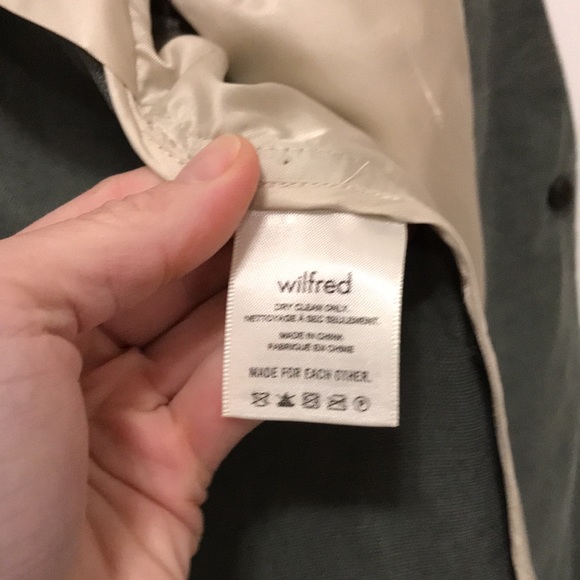 wilfred
DRY CLEAN ONLY.
NETTOYAGE À SEC SEULEMENT.
MADE IN CHINA
FABRIQUÉ EN CHINE
MADE FOR EACH OTHER.